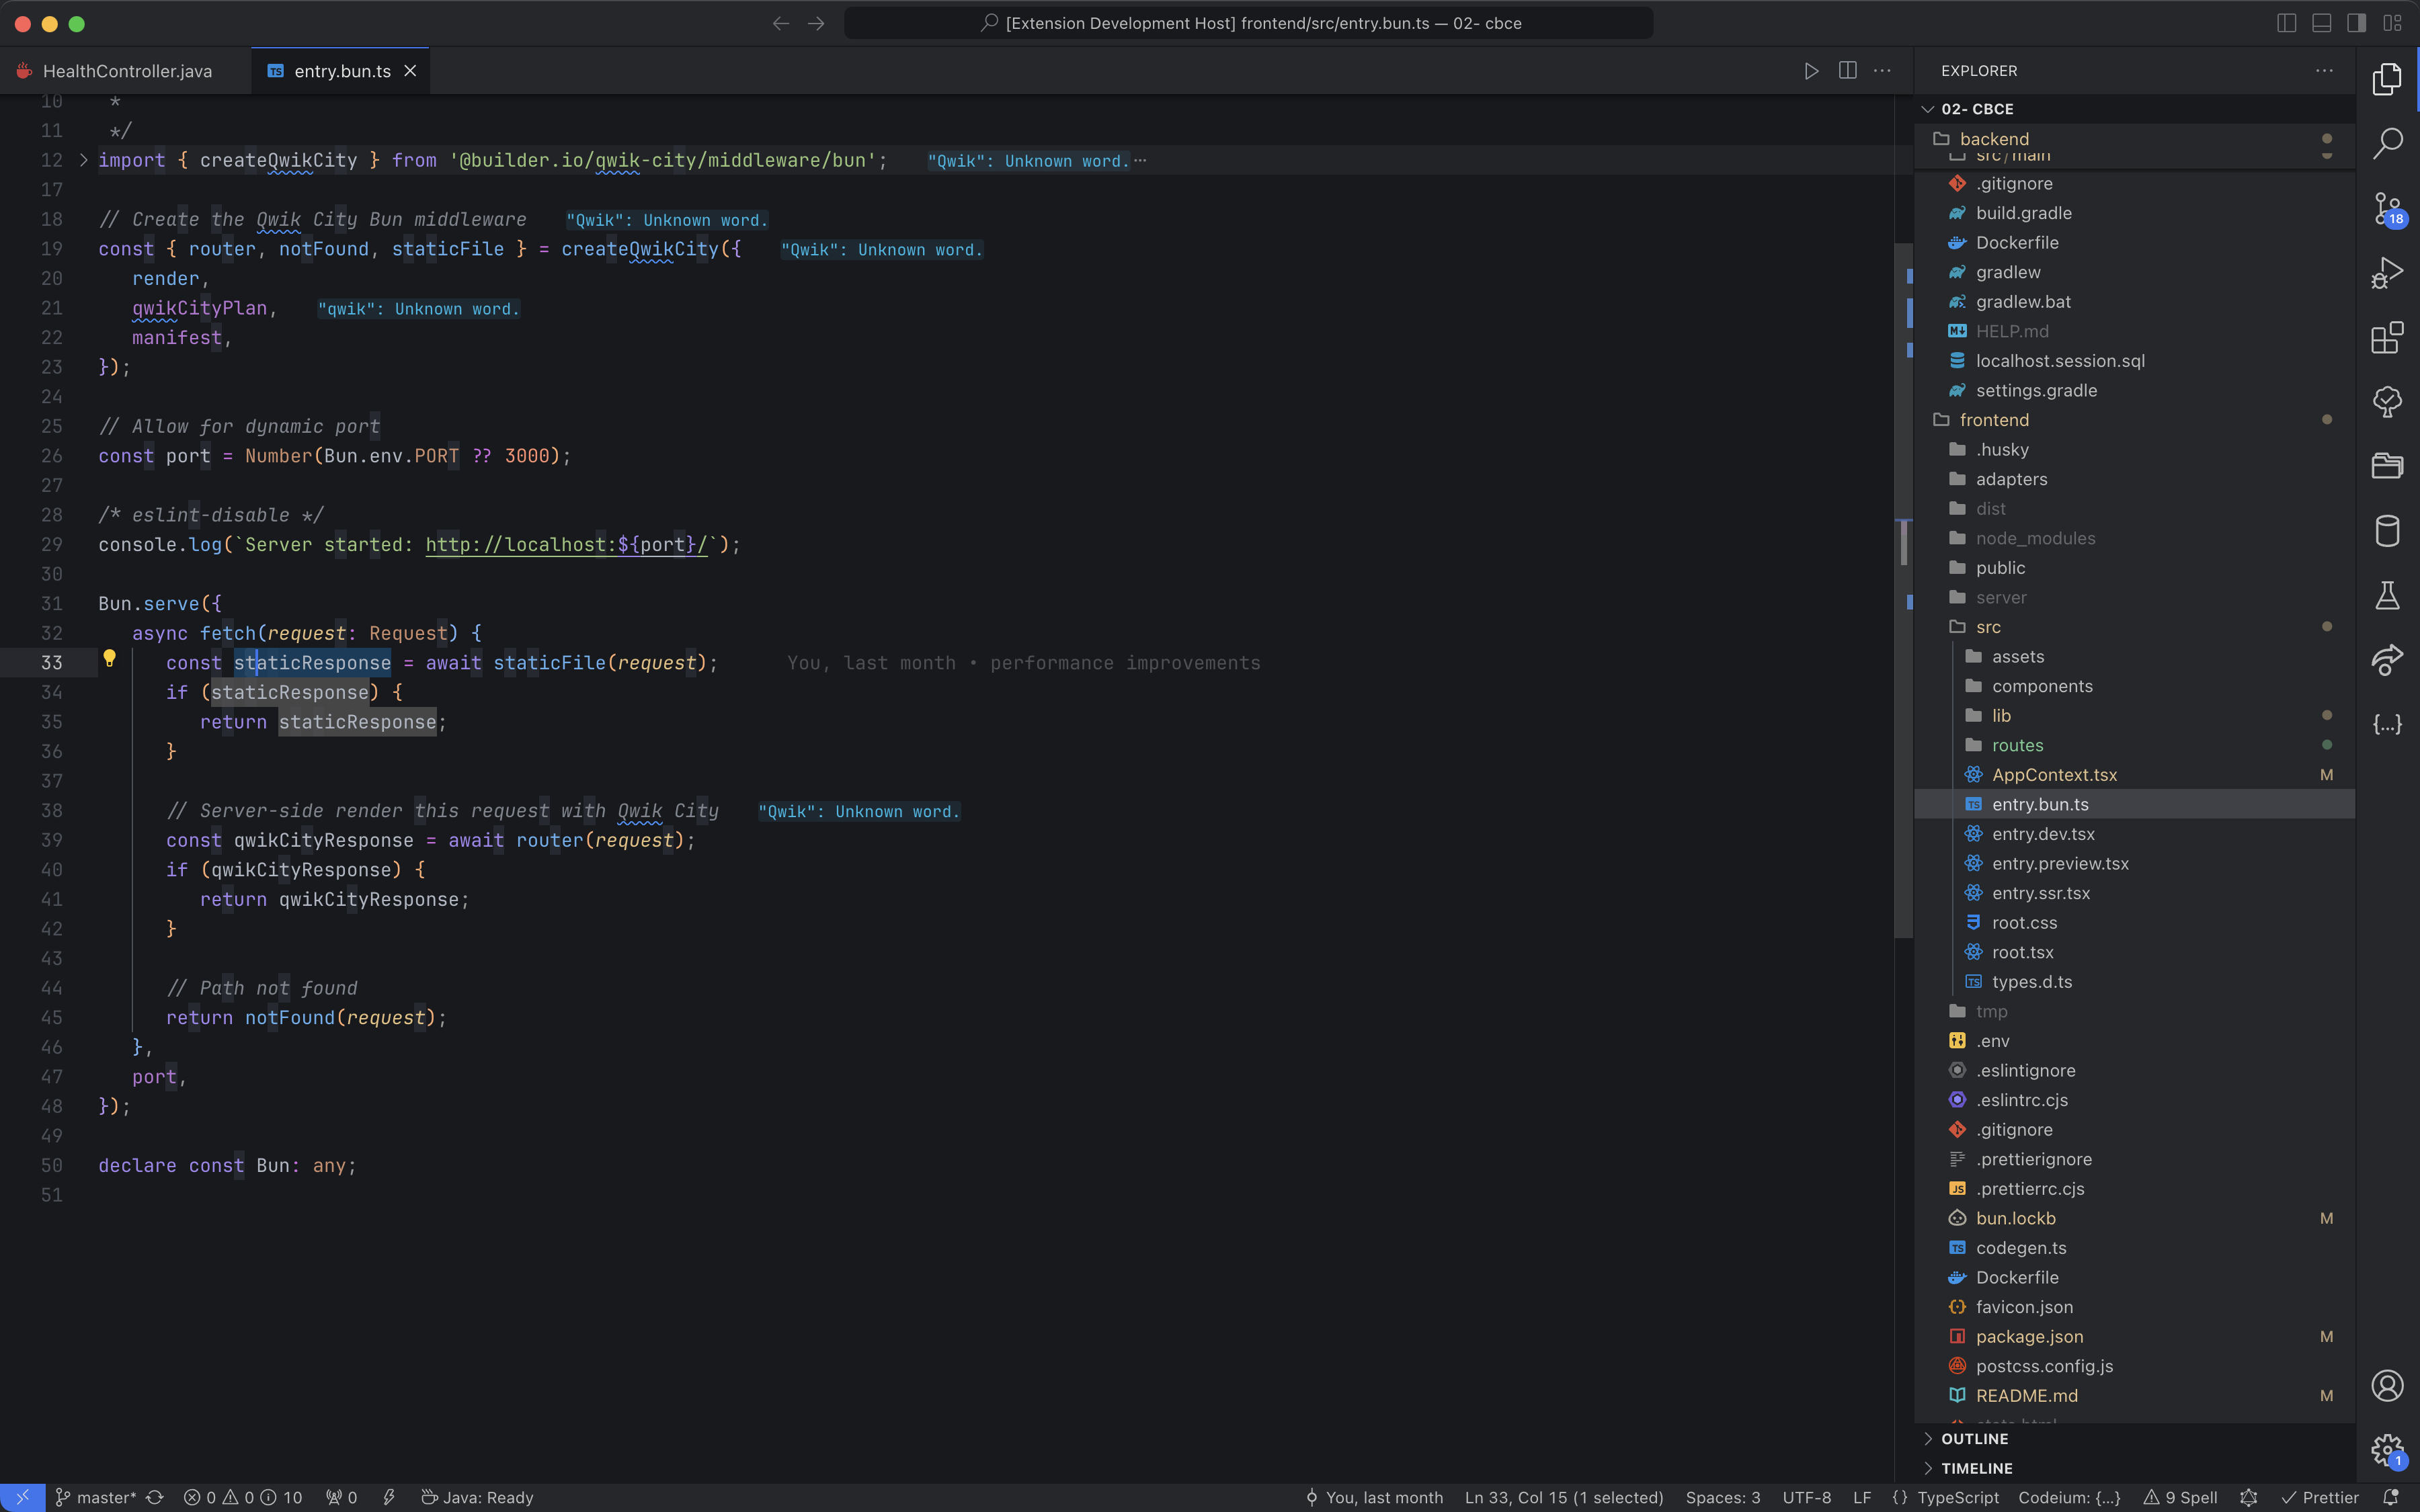 [Extension Development Host] frontend/src/entry.bun.ts — 02- cbce
HealthController.java
TS entry.bun.ts
10 *
11 */
12 import { createQwikCity } from '@builder.io/qwik-city/middleware/bun'; "Qwik": Unknown word. ⋯
17
18 // Create the Qwik City Bun middleware "Qwik": Unknown word.
19 const { router, notFound, staticFile } = createQwikCity({ "Qwik": Unknown word.
20 render,
21 qwikCityPlan, "qwik": Unknown word.
22 manifest,
23 });
24
25 // Allow for dynamic port
26 const port = Number(Bun.env.PORT ?? 3000);
27
28 /* eslint-disable */
29 console.log(`Server started: http://localhost:${port}/`);
30
31 Bun.serve({
32 async fetch(request: Request) {
33 const staticResponse = await staticFile(request); You, last month • performance improvements
34 if (staticResponse) {
35 return staticResponse;
36 }
37
38 // Server-side render this request with Qwik City "Qwik": Unknown word.
39 const qwikCityResponse = await router(request);
40 if (qwikCityResponse) {
41 return qwikCityResponse;
42 }
43
44 // Path not found
45 return notFound(request);
46 },
47 port,
48 });
49
50 declare const Bun: any;
51
EXPLORER
02- CBCE
backend
src/main
.gitignore
build.gradle
Dockerfile
gradlew
gradlew.bat
HELP.md
localhost.session.sql
settings.gradle
frontend
.husky
adapters
dist
node_modules
public
server
src
assets
components
lib
routes
AppContext.tsx M
TS entry.bun.ts
entry.dev.tsx
entry.preview.tsx
entry.ssr.tsx
root.css
root.tsx
TS types.d.ts
tmp
.env
.eslintignore
.eslintrc.cjs
.gitignore
.prettierignore
JS .prettierrc.cjs
bun.lockb M
TS codegen.ts
Dockerfile
favicon.json
package.json M
postcss.config.js
README.md M
OUTLINE
TIMELINE
18
1
master* 0 0 10 0 Java: Ready
You, last month Ln 33, Col 15 (1 selected) Spaces: 3 UTF-8 LF {} TypeScript Codeium: {...} 9 Spell Prettier